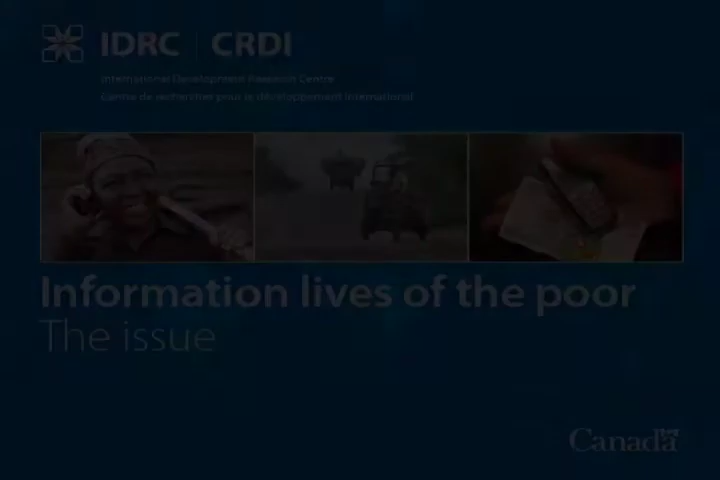 IDRC | CRDI
International Development Research Centre
Centre de recherches pour le développement international
Information lives of the poor
The issue
Canada